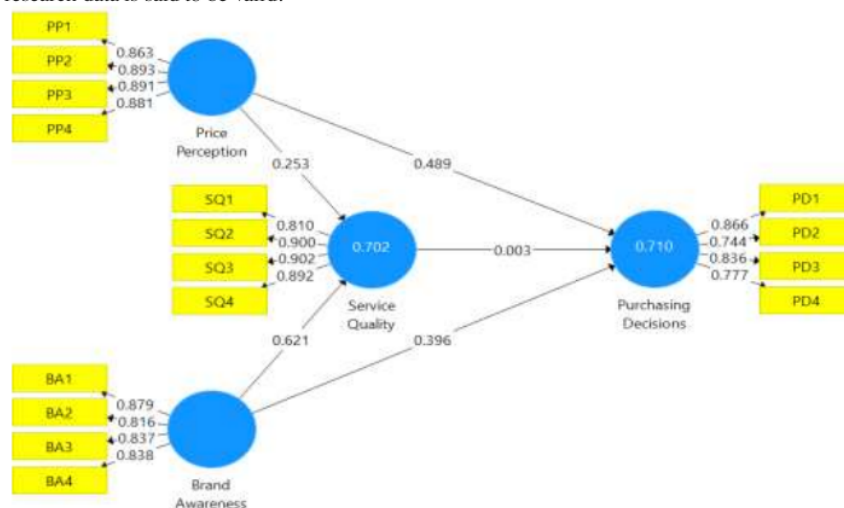 PP1
PP2
PP3
PP4
0.863
0.893
0.891
0.881
Price
Perception
0.253
0.489
SQ1
SQ2
SQ3
SQ4
0.810
0.900
0.902
0.892
0.702
Service
Quality
0.003
0.710
Purchasing
Decisions
0.866
0.744
0.836
0.777
PD1
PD2
PD3
PD4
0.621
0.396
BA1
BA2
BA3
BA4
0.879
0.816
0.837
0.838
Brand
Awareness